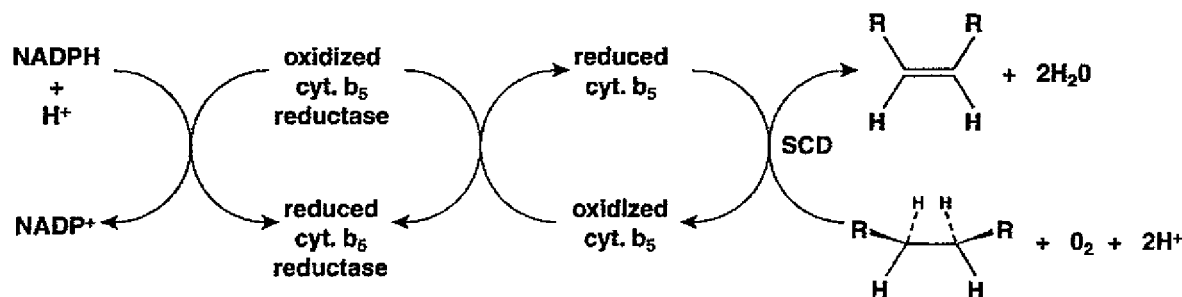 NADPH
+
H⁺
oxidized
cyt. b₅
reductase
reduced
cyt. b₅
R R
H H
+ 2H₂0
SCD
NADP⁺
reduced
cyt. b₅
reductase
oxidized
cyt. b₅
H H
R R
H H
+ 0₂ + 2H⁺